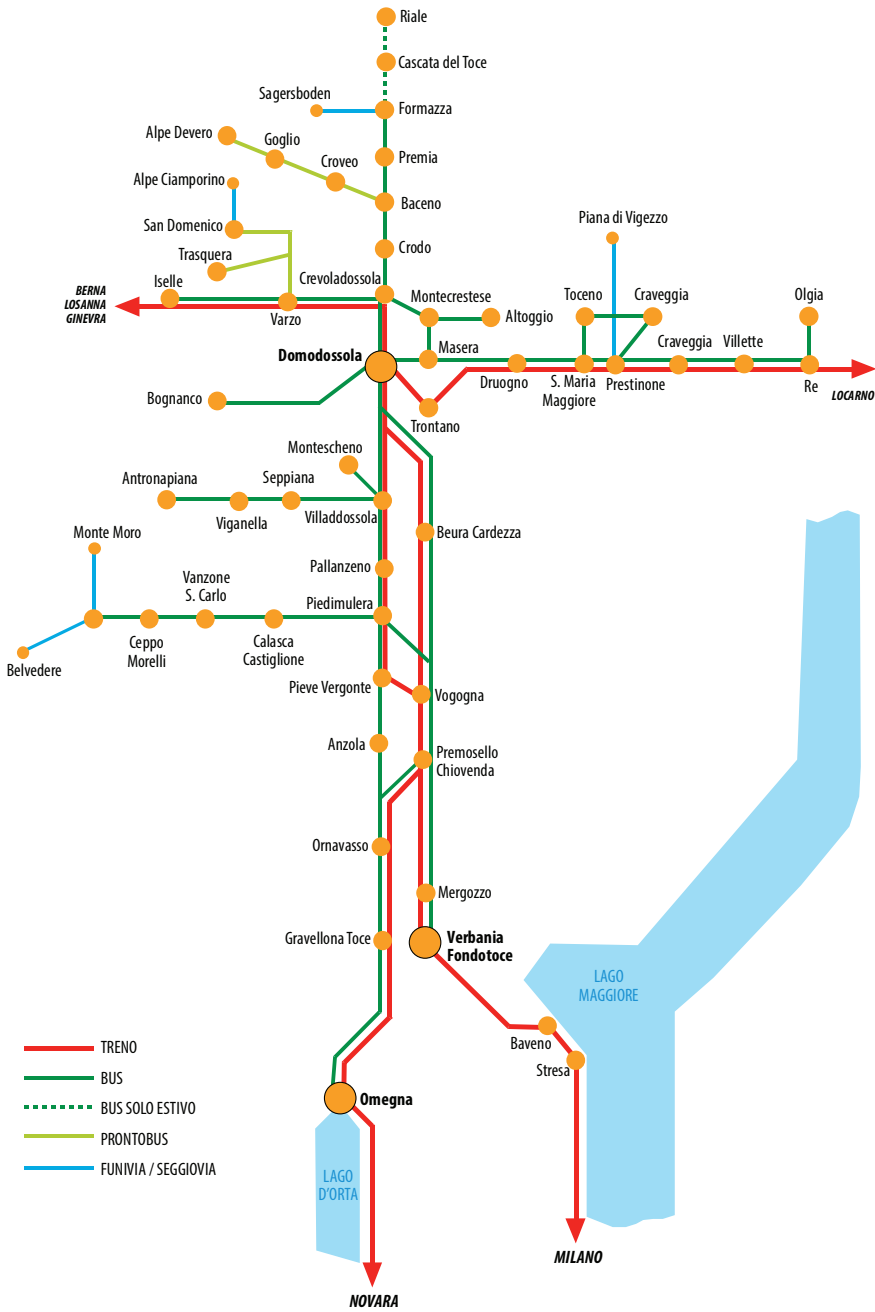 Riale
Cascata del Toce
Sagersboden
Formazza
Alpe Devero
Goglio
Croveo
Premia
Alpe Ciamporino
Baceno
Piana di Vigezzo
San Domenico
Crodo
Trasquera
Crevoladossola
BERNA
LOSANNA
GINEVRA
Iselle
Varzo
Montecrestese
Altoggio
Toceno
Craveggia
Olgia
Domodossola
Masera
Druogno
S. Maria
Maggiore
Prestinone
Craveggia
Villette
Re
LOCARNO
Bognanco
Trontano
Montescheno
Antronapiana
Seppiana
Viganella
Villaddossola
Beura Cardezza
Monte Moro
Pallanzeno
Vanzone
S. Carlo
Piedimulera
Ceppo
Morelli
Calasca
Castiglione
Belvedere
Pieve Vergonte
Vogogna
Anzola
Premosello
Chiovenda
Ornavasso
Mergozzo
Gravellona Toce
Verbania
Fondotoce
LAGO
MAGGIORE
Baveno
Stresa
TRENO
BUS
BUS SOLO ESTIVO
PRONTOBUS
FUNIVIA / SEGGIOVIA
Omegna
LAGO
D'ORTA
MILANO
NOVARA